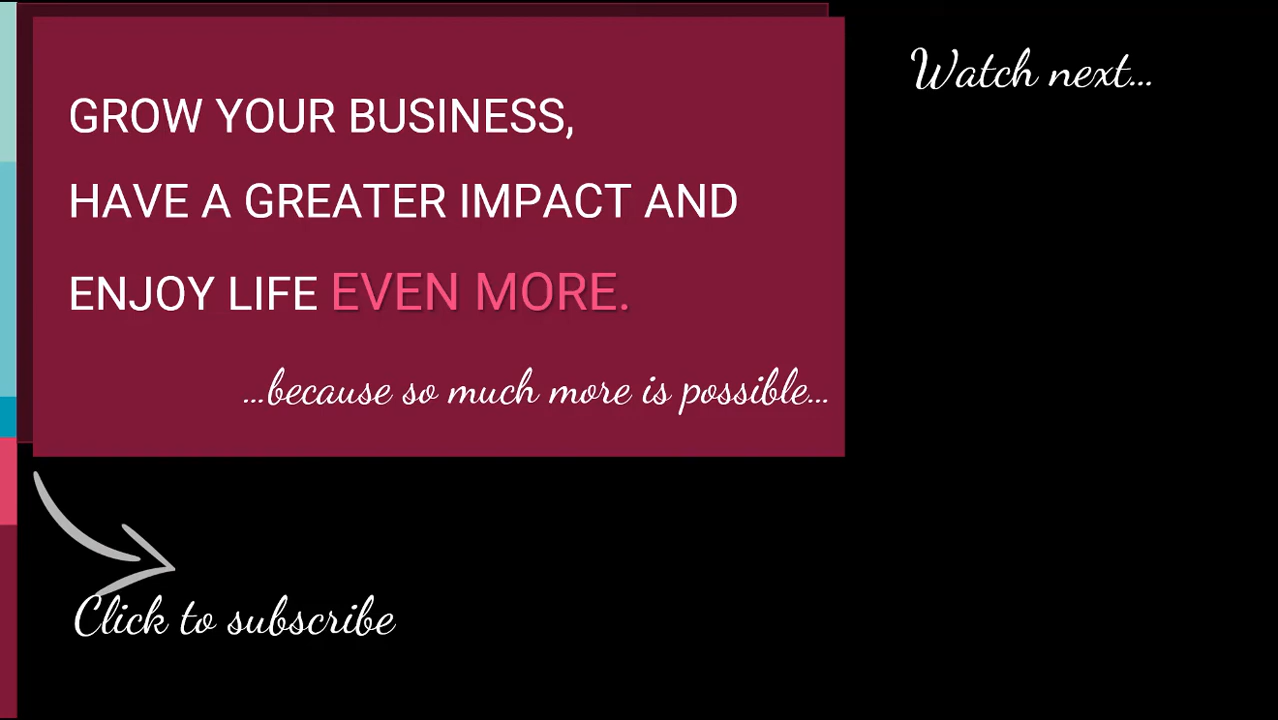 GROW YOUR BUSINESS,
HAVE A GREATER IMPACT AND
ENJOY LIFE EVEN MORE.
...because so much more is possible...
Watch next...
Click to subscribe